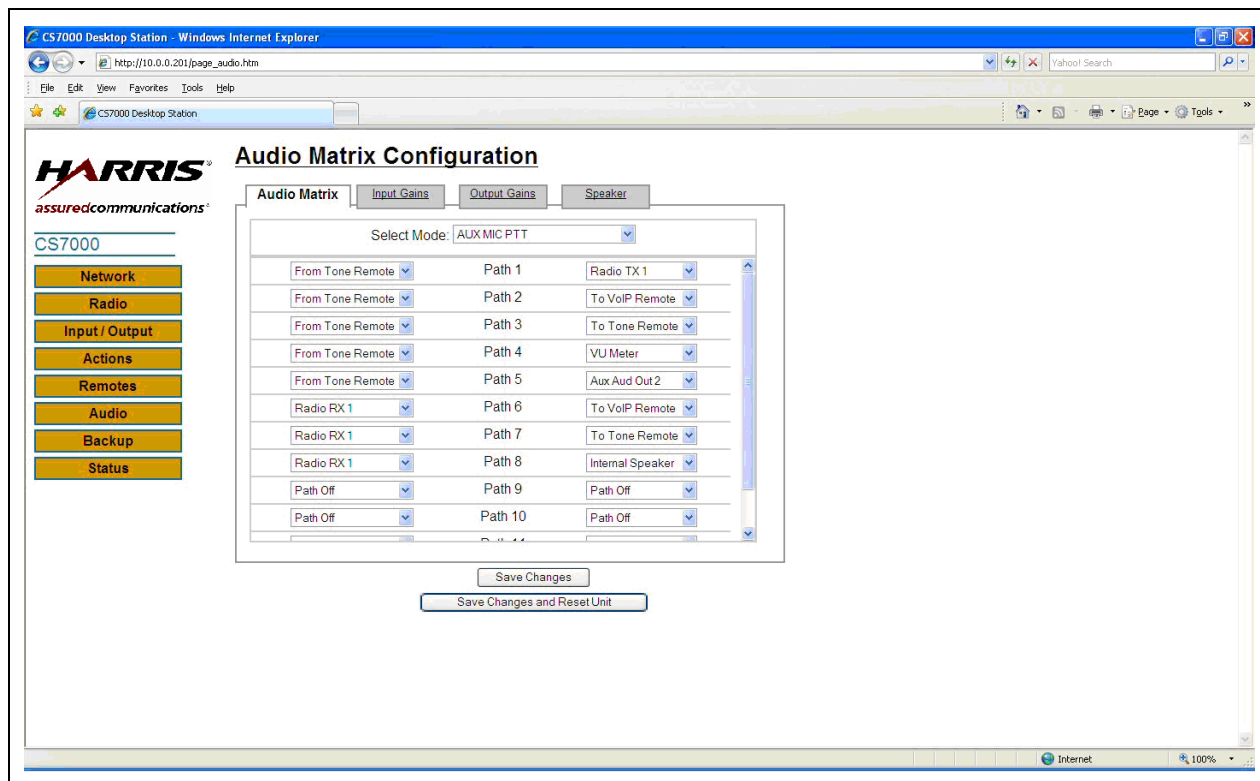 CS7000 Desktop Station - Windows Internet Explorer
http://10.0.0.201/page_audio.htm
Yahoo! Search
File Edit View Favorites Tools Help
CS7000 Desktop Station
Page Tools »
HARRIS®
assuredcommunications®
CS7000
Network
Radio
Input / Output
Actions
Remotes
Audio
Backup
Status
Audio Matrix Configuration
Audio Matrix Input Gains Output Gains Speaker
Select Mode: AUX MIC PTT
From Tone Remote Path 1 Radio TX 1
From Tone Remote Path 2 To VoIP Remote
From Tone Remote Path 3 To Tone Remote
From Tone Remote Path 4 VU Meter
From Tone Remote Path 5 Aux Aud Out 2
Radio RX 1 Path 6 To VoIP Remote
Radio RX 1 Path 7 To Tone Remote
Radio RX 1 Path 8 Internal Speaker
Path Off Path 9 Path Off
Path Off Path 10 Path Off
Save Changes
Save Changes and Reset Unit
Internet 100%